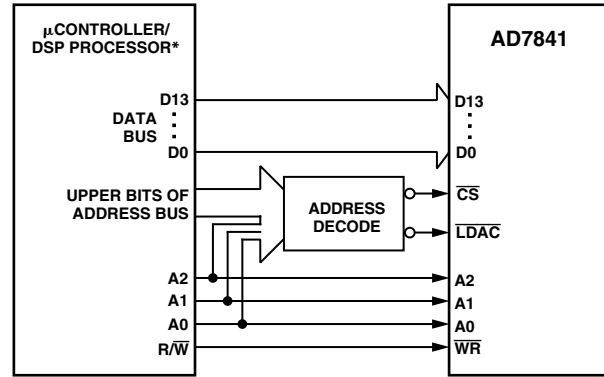 μCONTROLLER/
DSP PROCESSOR*
AD7841
D13
D13
DATA
BUS
D0
D0
UPPER BITS OF
ADDRESS BUS
ADDRESS
DECODE
CS
LDAC
A2
A2
A1
A1
A0
A0
R/W
WR